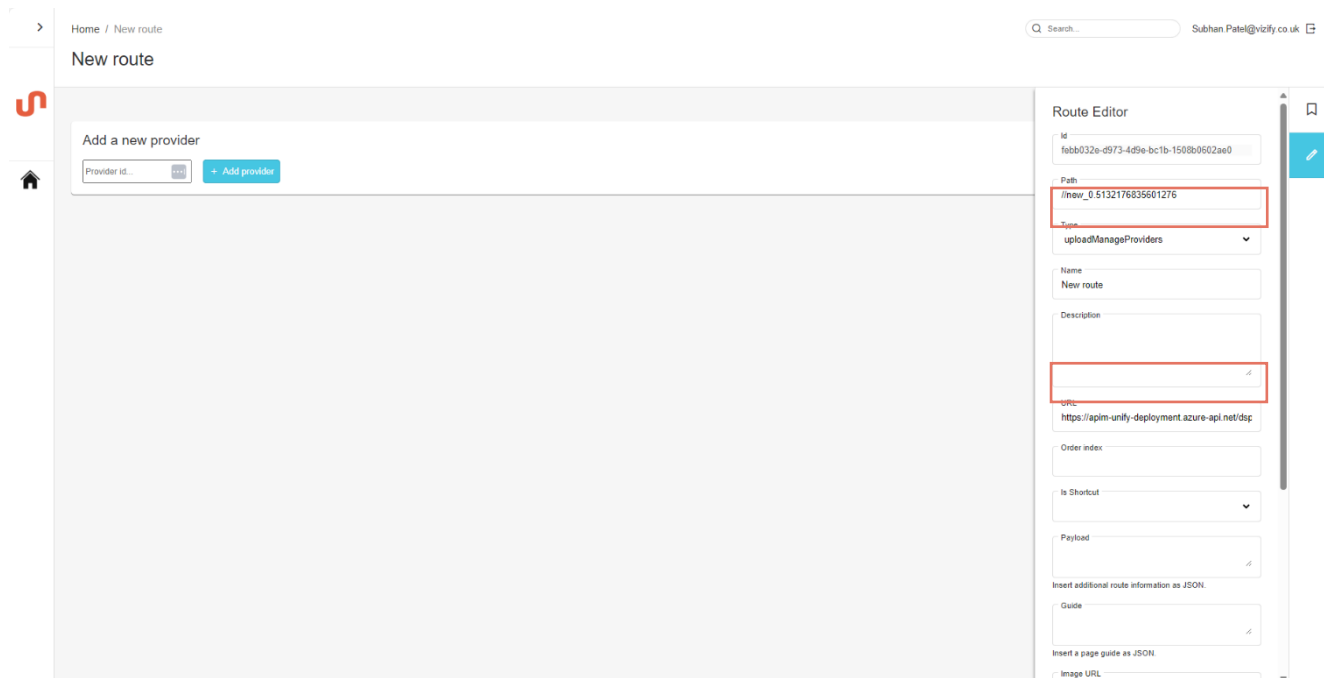 Home / New route
Search...
Subhan.Patel@vizify.co.uk
New route
Add a new provider
Provider id...
+ Add provider
Route Editor
Id
febb032e-d973-4d9e-bc1b-1508b0602ae0
Path
//new_0.5132176835601276
Type
uploadManageProviders
Name
New route
Description
URL
https://apim-unify-deployment.azure-api.net/dsp
Order index
Is Shortcut
Payload
Insert additional route information as JSON.
Guide
Insert a page guide as JSON.
Image URL